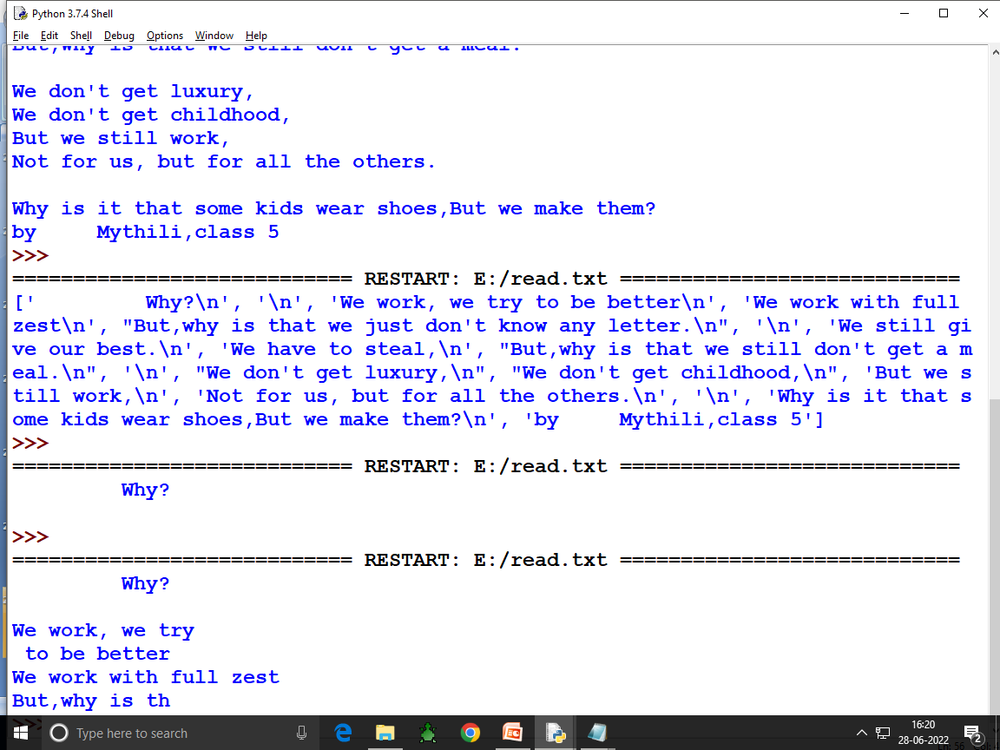 Python 3.7.4 Shell
File Edit Shell Debug Options Window Help
But,why is that we still don't get a meal.
We don't get luxury,
We don't get childhood,
But we still work,
Not for us, but for all the others.
Why is it that some kids wear shoes,But we make them?
by     Mythili,class 5
>>>
============================ RESTART: E:/read.txt ============================
['         Why?\n', '\n', 'We work, we try to be better\n', 'We work with full
zest\n', "But,why is that we just don't know any letter.\n", '\n', 'We still gi
ve our best.\n', 'We have to steal,\n', "But,why is that we still don't get a m
eal.\n", '\n', "We don't get luxury,\n", "We don't get childhood,\n", 'But we s
till work,\n', 'Not for us, but for all the others.\n', '\n', 'Why is it that s
ome kids wear shoes,But we make them?\n', 'by     Mythili,class 5']
>>>
============================ RESTART: E:/read.txt ============================
         Why?
>>>
============================ RESTART: E:/read.txt ============================
         Why?
We work, we try
 to be better
We work with full zest
But,why is th
>>>
Type here to search
16:20
28-06-2022
2